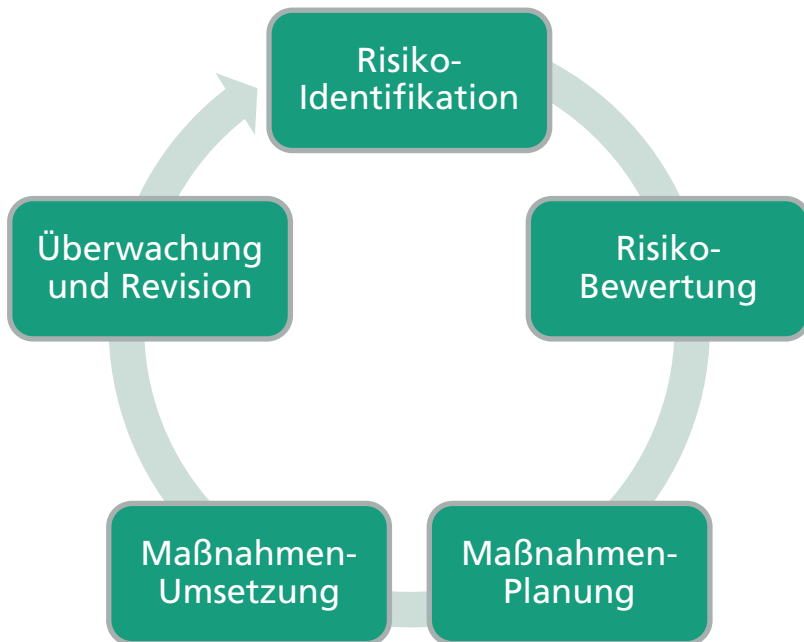 Risiko-
Identifikation
Risiko-
Bewertung
Maßnahmen-
Planung
Maßnahmen-
Umsetzung
Überwachung
und Revision